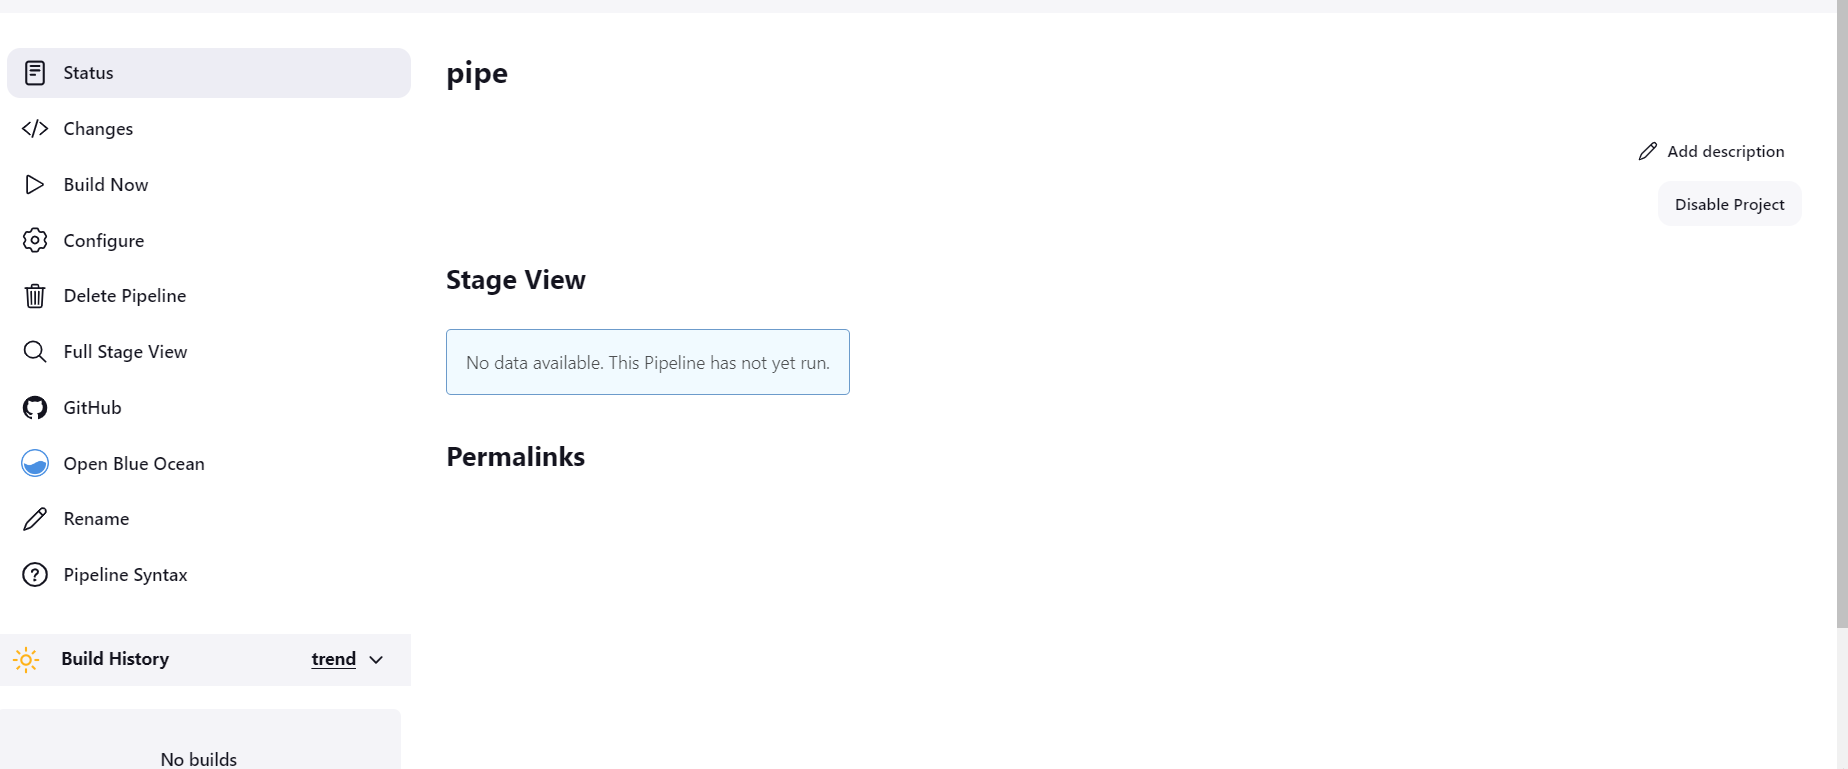 Status
Changes
Build Now
Configure
Delete Pipeline
Full Stage View
GitHub
Open Blue Ocean
Rename
Pipeline Syntax
Build History
trend
No builds
pipe
Add description
Disable Project
Stage View
No data available. This Pipeline has not yet run.
Permalinks